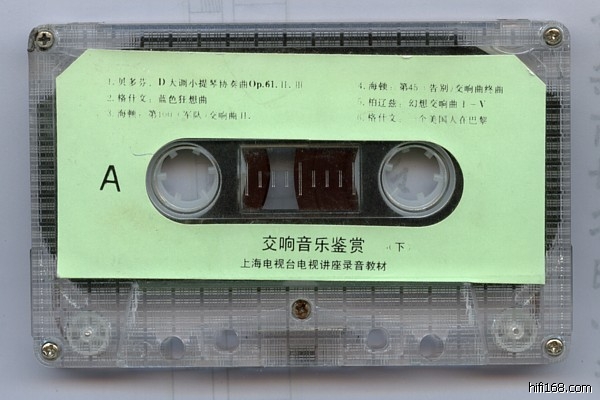 1. 贝多芬：D大调小提琴协奏曲Op.61.II.III
2. 格什文：蓝色狂想曲
3. 海顿：第100《军队》交响曲II.
4. 海顿：第45《告别》交响曲终曲
5. 柏辽兹：幻想交响曲I-V
6. 格什文：一个美国人在巴黎
A
交响音乐鉴赏（下）
上海电视台电视讲座录音教材
hifi168.com